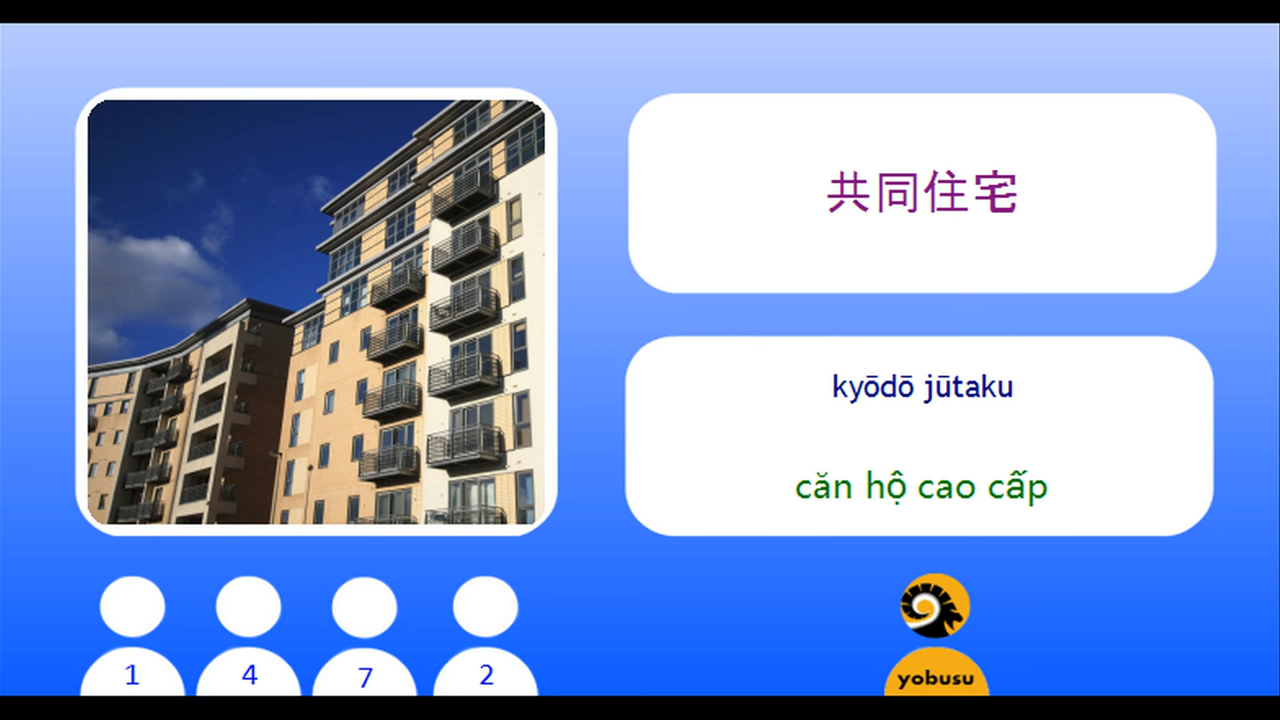 共同住宅
kyōdō jūtaku
căn hộ cao cấp
1 4 7 2
yobusu